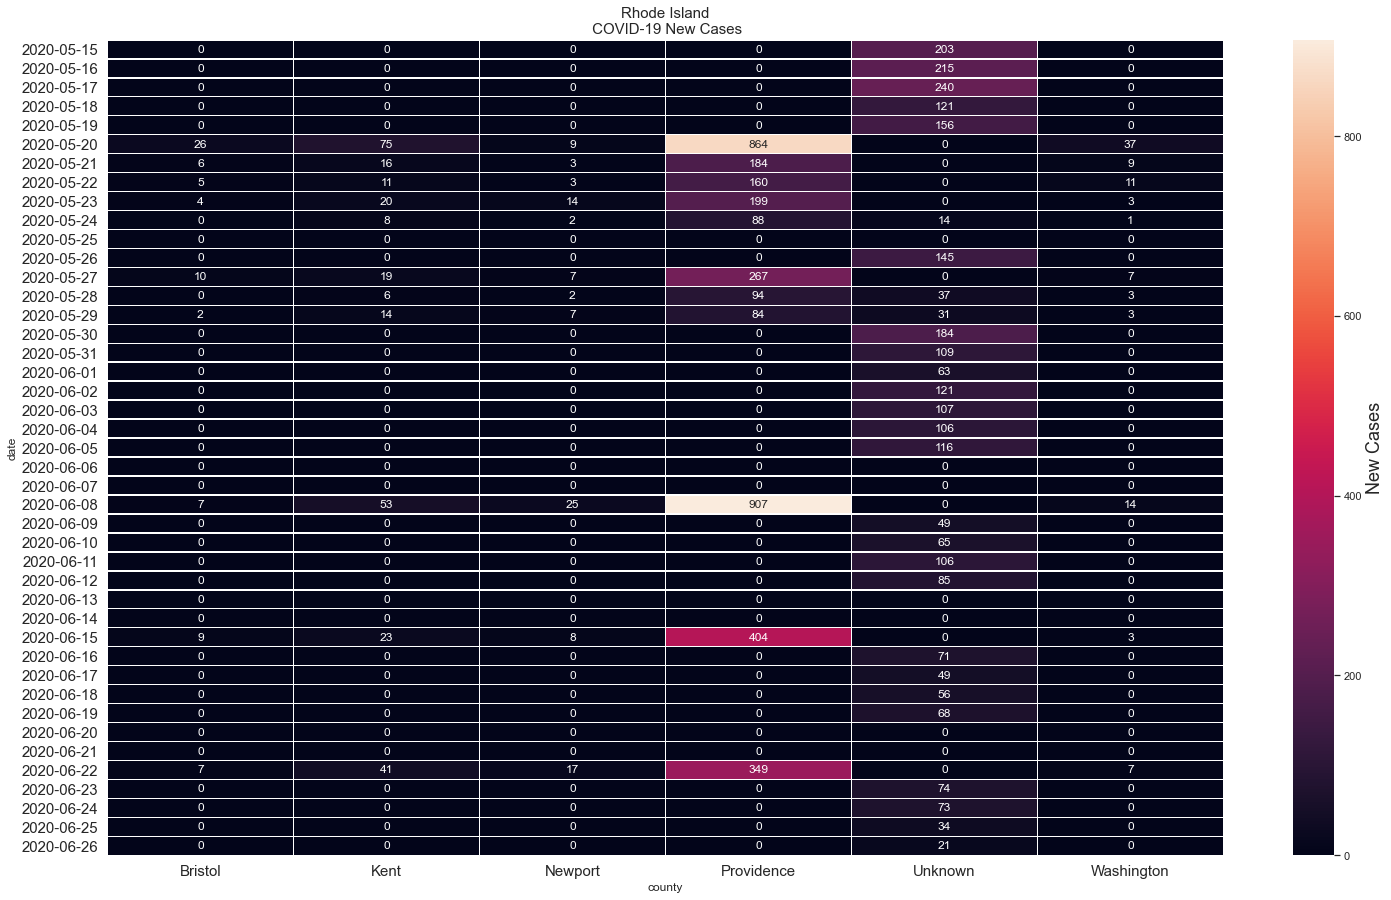 Rhode Island
COVID-19 New Cases
2020-05-15 0 0 0 0 203 0
2020-05-16 0 0 0 0 215 0
2020-05-17 0 0 0 0 240 0
2020-05-18 0 0 0 0 121 0
2020-05-19 0 0 0 0 156 0
2020-05-20 26 75 9 864 0 37
2020-05-21 6 16 3 184 0 9
2020-05-22 5 11 3 160 0 11
2020-05-23 4 20 14 199 0 3
2020-05-24 0 8 2 88 14 1
2020-05-25 0 0 0 0 0 0
2020-05-26 0 0 0 0 145 0
2020-05-27 10 19 7 267 0 7
2020-05-28 0 6 2 94 37 3
2020-05-29 2 14 7 84 31 3
2020-05-30 0 0 0 0 184 0
2020-05-31 0 0 0 0 109 0
2020-06-01 0 0 0 0 63 0
2020-06-02 0 0 0 0 121 0
2020-06-03 0 0 0 0 107 0
2020-06-04 0 0 0 0 106 0
2020-06-05 0 0 0 0 116 0
2020-06-06 0 0 0 0 0 0
2020-06-07 0 0 0 0 0 0
2020-06-08 7 53 25 907 0 14
2020-06-09 0 0 0 0 49 0
2020-06-10 0 0 0 0 65 0
2020-06-11 0 0 0 0 106 0
2020-06-12 0 0 0 0 85 0
2020-06-13 0 0 0 0 0 0
2020-06-14 0 0 0 0 0 0
2020-06-15 9 23 8 404 0 3
2020-06-16 0 0 0 0 71 0
2020-06-17 0 0 0 0 49 0
2020-06-18 0 0 0 0 56 0
2020-06-19 0 0 0 0 68 0
2020-06-20 0 0 0 0 0 0
2020-06-21 0 0 0 0 0 0
2020-06-22 7 41 17 349 0 7
2020-06-23 0 0 0 0 74 0
2020-06-24 0 0 0 0 73 0
2020-06-25 0 0 0 0 34 0
2020-06-26 0 0 0 0 21 0
date
Bristol Kent Newport Providence Unknown Washington
county
800
600
400
200
0
New Cases